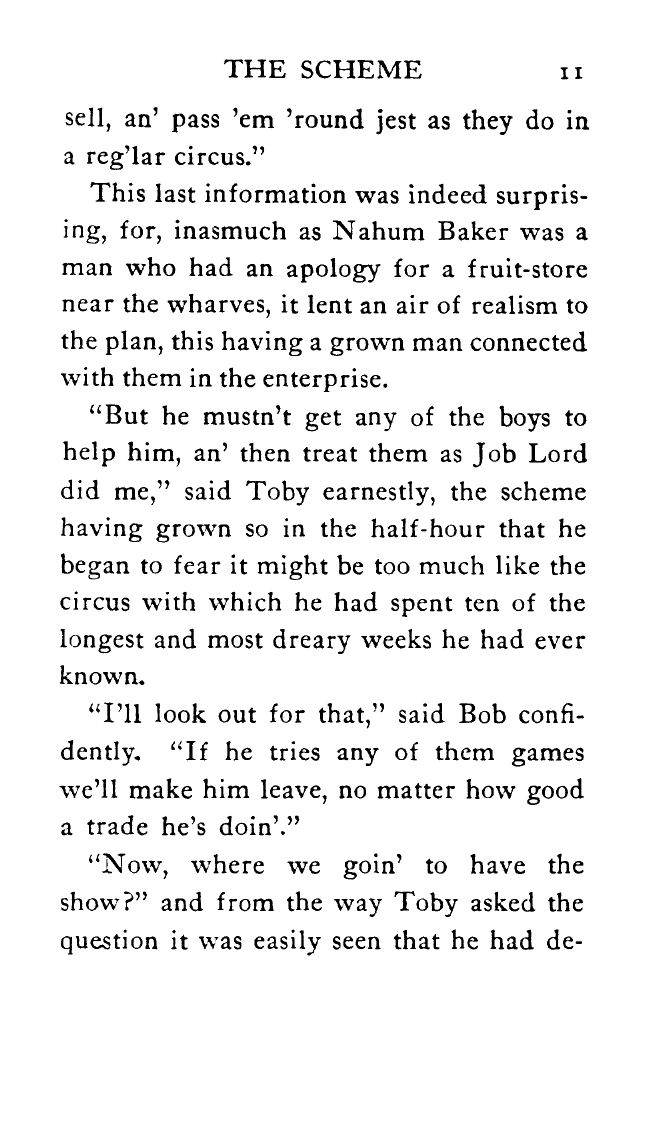 THE SCHEME 11
sell, an’ pass ’em ’round jest as they do in
a reg’lar circus.”
This last information was indeed surpris-
ing, for, inasmuch as Nahum Baker was a
man who had an apology for a fruit-store
near the wharves, it lent an air of realism to
the plan, this having a grown man connected
with them in the enterprise.
“But he mustn’t get any of the boys to
help him, an’ then treat them as Job Lord
did me,” said Toby earnestly, the scheme
having grown so in the half-hour that he
began to fear it might be too much like the
circus with which he had spent ten of the
longest and most dreary weeks he had ever
known.
“I’ll look out for that,” said Bob confi-
dently. “If he tries any of them games
we’ll make him leave, no matter how good
a trade he’s doin’.”
“Now, where we goin’ to have the
show?” and from the way Toby asked the
question it was easily seen that he had de-